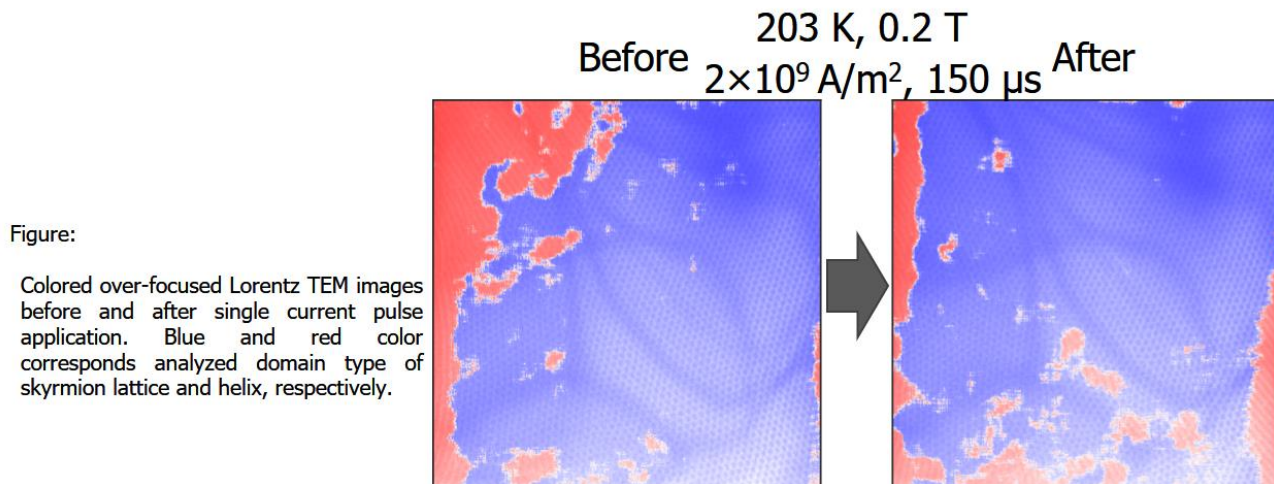 203 K, 0.2 T
Before
2×10⁹ A/m², 150 μs
After
Figure:
Colored over-focused Lorentz TEM images
before and after single current pulse
application. Blue and red color
corresponds analyzed domain type of
skyrmion lattice and helix, respectively.